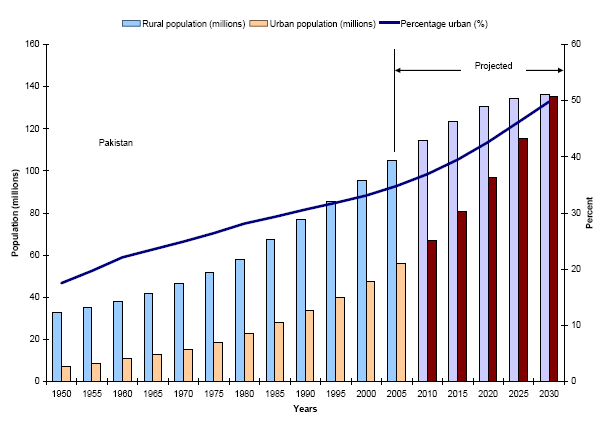 Rural population (millions) Urban population (millions) Percentage urban (%)
160 60
Projected
140
50
120
Pakistan
40
100
Population (millions)
80 30
Percent
60
20
40
10
20
0 0
1950 1955 1960 1965 1970 1975 1980 1985 1990 1995 2000 2005 2010 2015 2020 2025 2030
Years